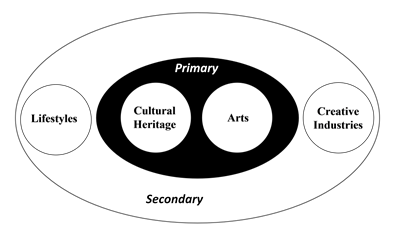 Primary
Lifestyles
Cultural
Heritage
Arts
Creative
Industries
Secondary